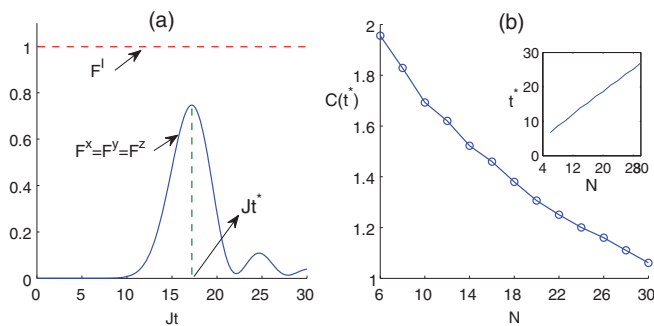 (a)
1
0.8
0.6
0.4
0.2
0
0 5 10 15 20 25 30
Jt
F^I
F^x=F^y=F^z
Jt^*
(b)
2
1.8
1.6
1.4
1.2
1
C(t^*)
6 10 14 18 22 26 30
N
30
20
10
0
t^*
4 12 20 28 30
N